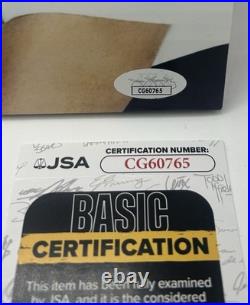 CG60765
JSA
CERTIFICATION NUMBER:
CG60765
BASIC
CERTIFICATION
This item has been fully examined
by JSA, and it is the considered